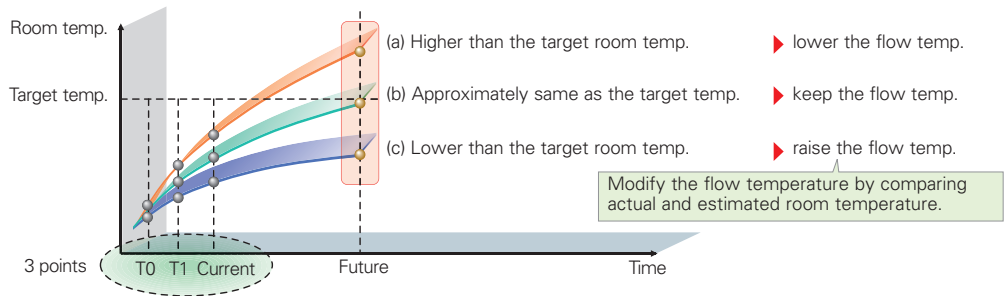 Room temp.
(a) Higher than the target room temp.
lower the flow temp.
Target temp.
(b) Approximately same as the target temp.
keep the flow temp.
(c) Lower than the target room temp.
raise the flow temp.
Modify the flow temperature by comparing
actual and estimated room temperature.
3 points
T0 T1 Current
Future
Time